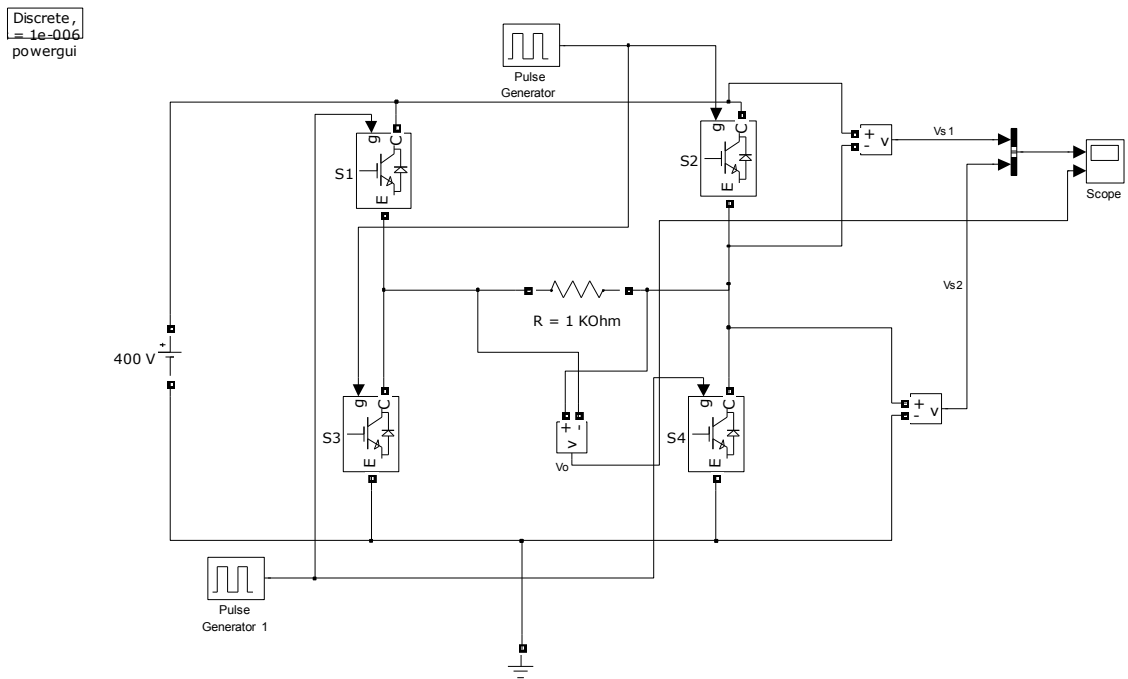 Discrete,
= 1e-006
powergui
Pulse
Generator
g
C
S1
E
g
C
S2
E
+
-
v
Vs1
Scope
Vs2
R = 1 KOhm
+
400 V
g
C
S3
E
+
-
v
Vo
g
C
S4
E
+
-
v
Pulse
Generator 1